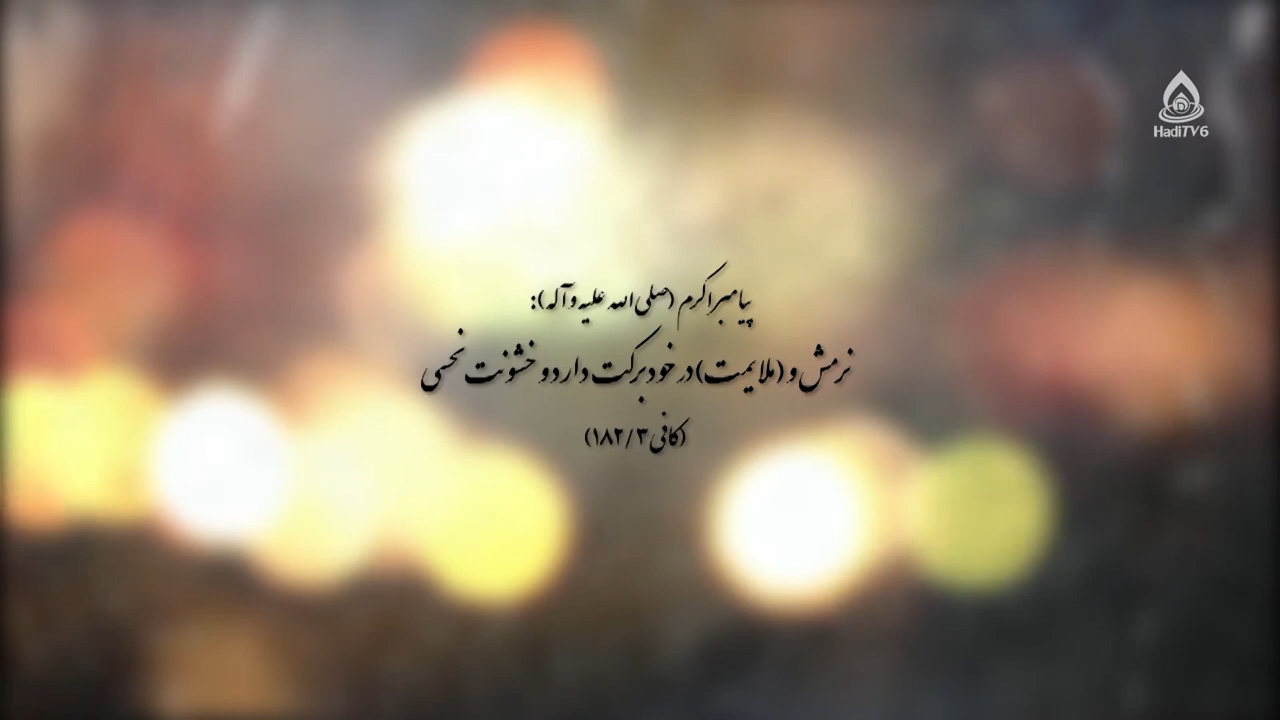 HadiTV6
پیامبر اکرم (صلی الله علیه و آله):
نرمش و (ملایمت) در خود برکت دارد و خشونت نحسی
(کافی ۳ / ۱۸۲)